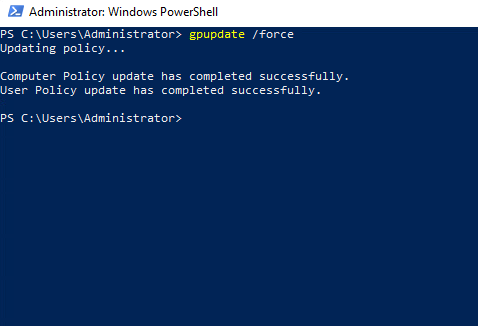 Administrator: Windows PowerShell
PS C:\Users\Administrator> gpupdate /force
Updating policy...
Computer Policy update has completed successfully.
User Policy update has completed successfully.
PS C:\Users\Administrator>